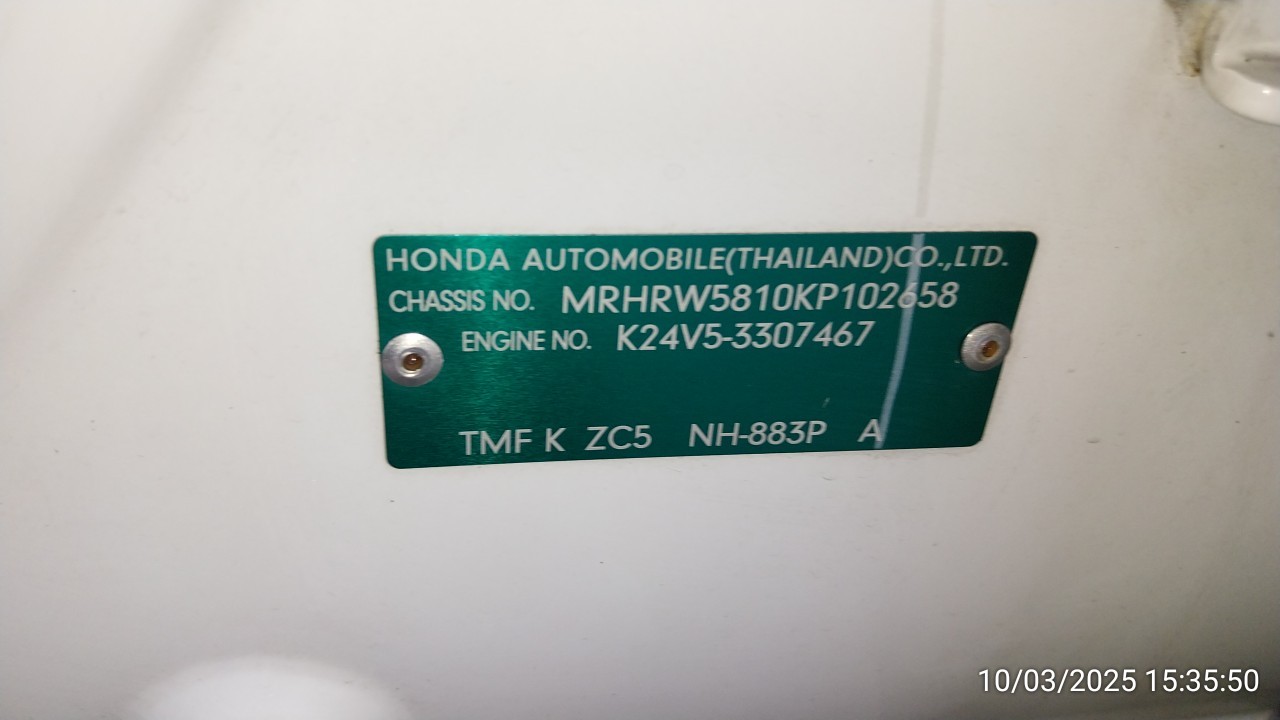 HONDA AUTOMOBILE(THAILAND)CO.,LTD.
CHASSIS NO. MRHRW5810KP102658
ENGINE NO. K24V5-3307467
TMF K ZC5 NH-883P A
10/03/2025 15:35:50